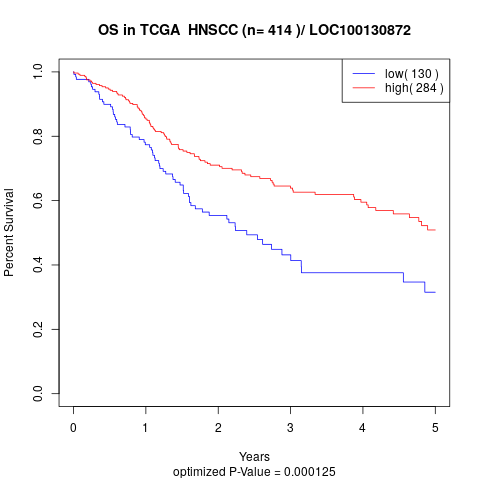 OS in TCGA  HNSCC (n= 414 )/ LOC100130872
low( 130 )
high( 284 )
Percent Survival
1.0
0.8
0.6
0.4
0.2
0.0
0 1 2 3 4 5
Years
optimized P-Value = 0.000125